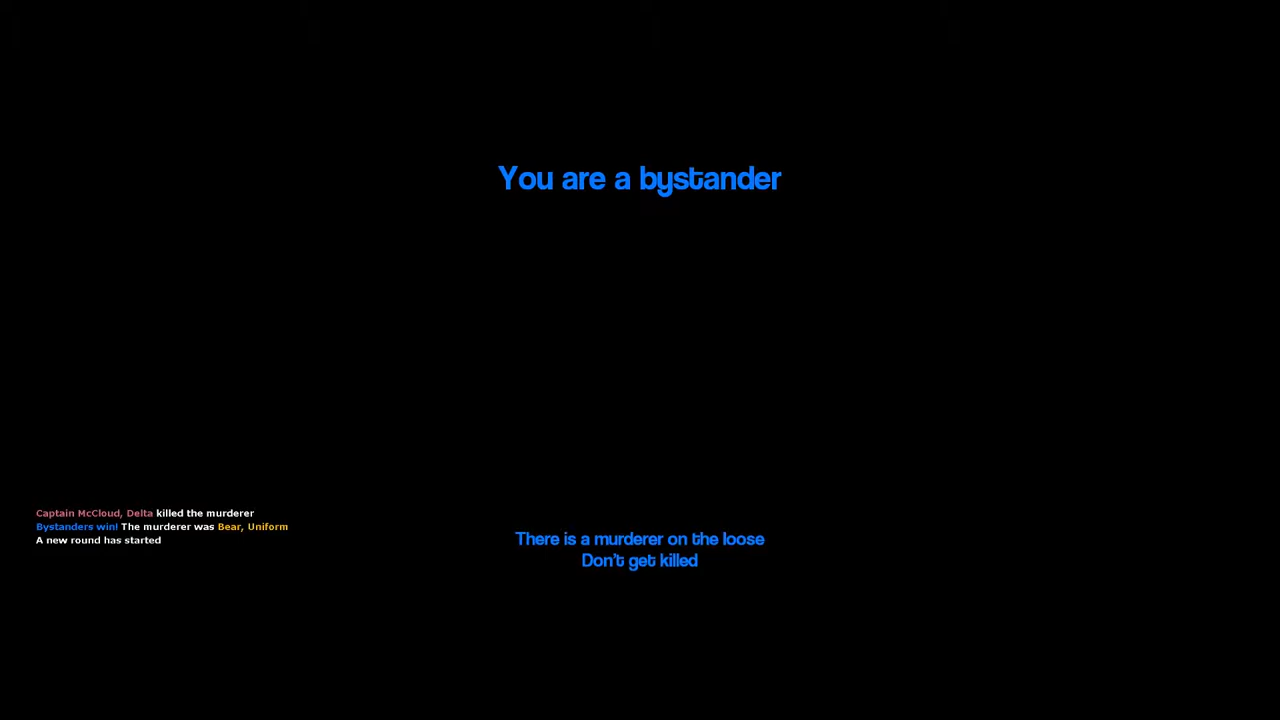 You are a bystander
Captain McCloud, Delta killed the murderer
Bystanders win! The murderer was Bear, Uniform
A new round has started
There is a murderer on the loose
Don't get killed